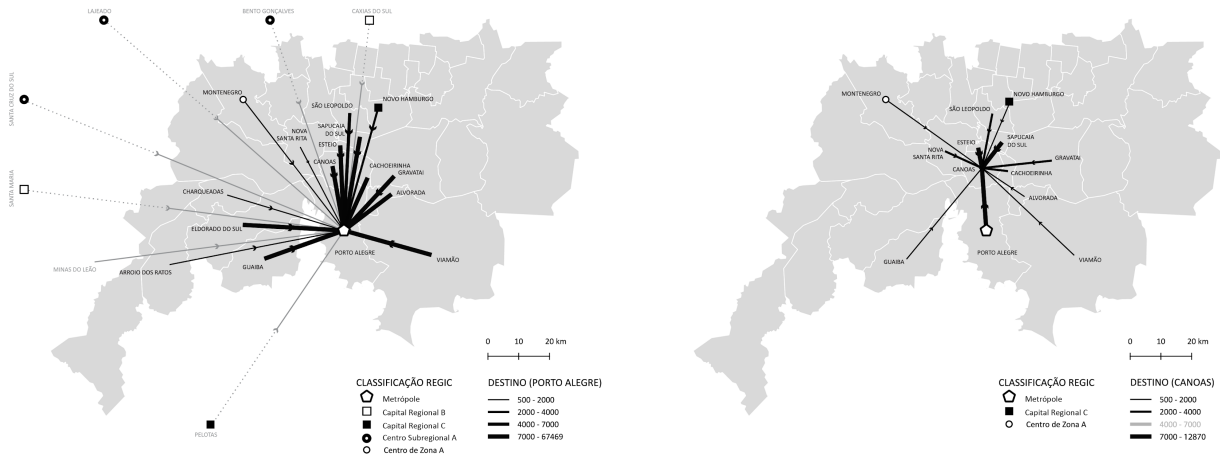 LAJEADO
BENTO GONÇALVES
CAXIAS DO SUL
SANTA CRUZ DO SUL
SANTA MARIA
MONTENEGRO
SÃO LEOPOLDO
NOVO HAMBURGO
NOVA
SANTA RITA
SAPUCAIA
DO SUL
ESTEIO
CANOAS
CACHOEIRINHA
GRAVATAI
ALVORADA
CHARQUEADAS
ELDORADO DO SUL
MINAS DO LEÃO
ARROIO DOS RATOS
GUAIBA
PORTO ALEGRE
VIAMÃO
PELOTAS
0 10 20 km
CLASSIFICAÇÃO REGIC
Metrópole
Capital Regional B
Capital Regional C
Centro Subregional A
Centro de Zona A
DESTINO (PORTO ALEGRE)
500 - 2000
2000 - 4000
4000 - 7000
7000 - 67469
MONTENEGRO
NOVO HAMBURGO
SÃO LEOPOLDO
ESTEIO
SAPUCAIA
DO SUL
NOVA
SANTA RITA
GRAVATAI
CANOAS
CACHOEIRINHA
ALVORADA
GUAIBA
PORTO ALEGRE
VIAMÃO
0 10 20 km
CLASSIFICAÇÃO REGIC
Metrópole
Capital Regional C
Centro de Zona A
DESTINO (CANOAS)
500 - 2000
2000 - 4000
4000 - 7000
7000 - 12870